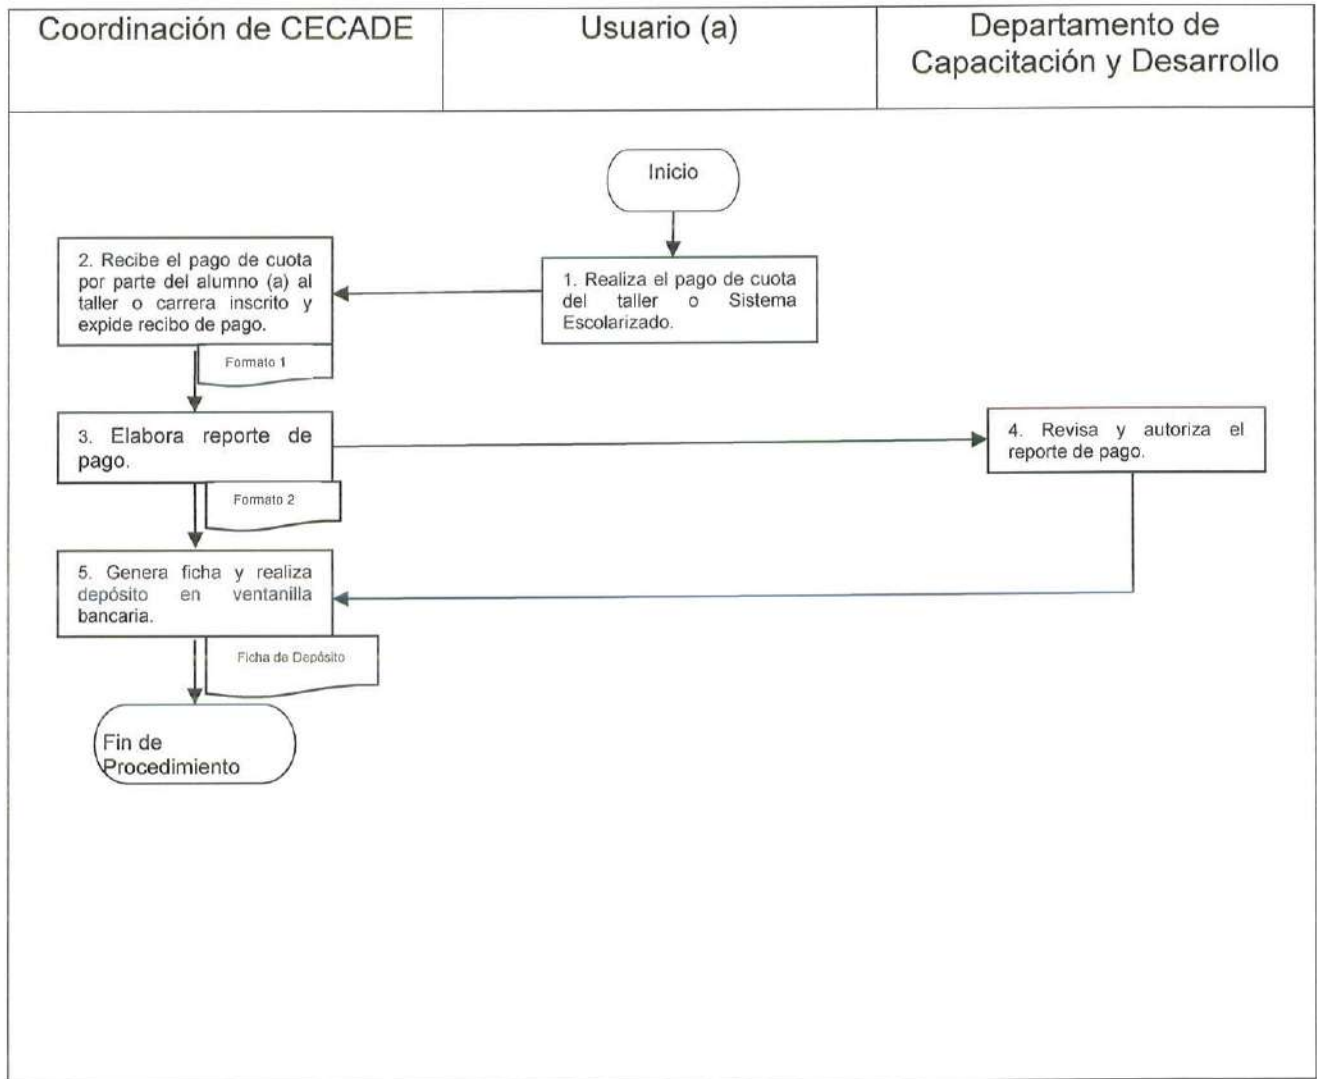 Coordinación de CECADE
Usuario (a)
Departamento de
Capacitación y Desarrollo
Inicio
1. Realiza el pago de cuota
del taller o Sistema
Escolarizado.
2. Recibe el pago de cuota
por parte del alumno (a) al
taller o carrera inscrito y
expide recibo de pago.
Formato 1
3. Elabora reporte de
pago.
Formato 2
4. Revisa y autoriza el
reporte de pago.
5. Genera ficha y realiza
depósito en ventanilla
bancaria.
Ficha de Depósito
Fin de
Procedimiento